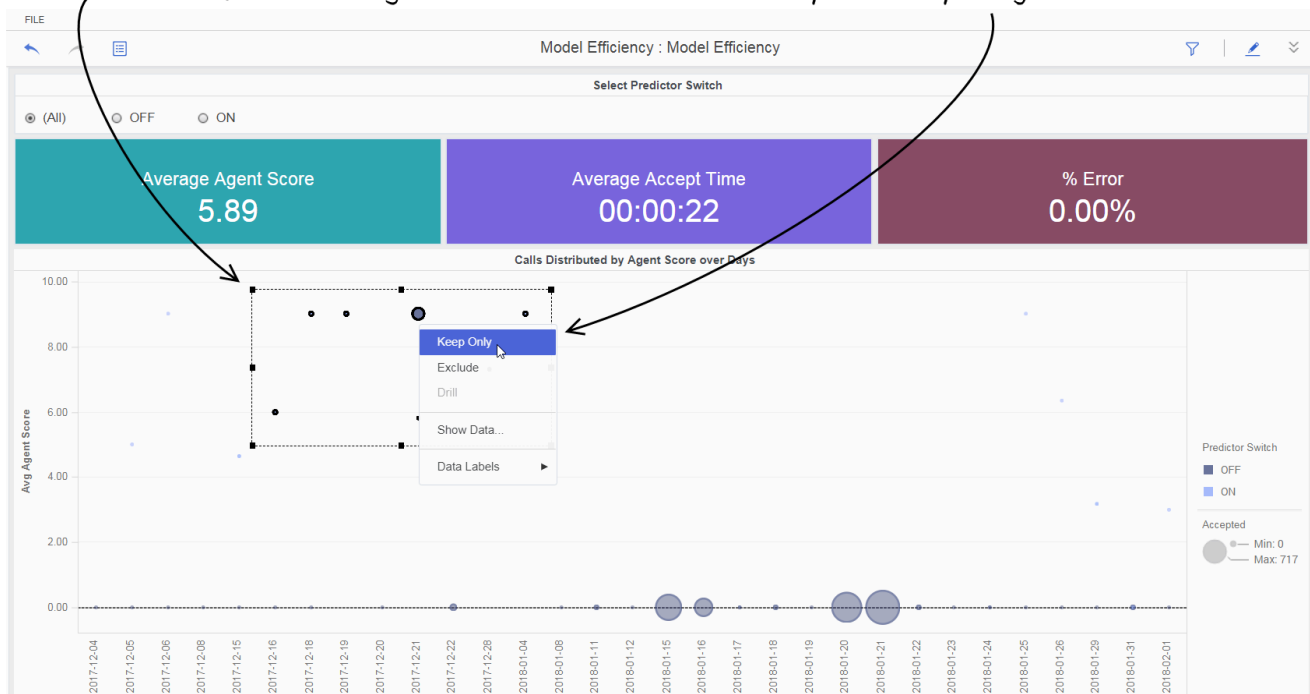 FILE
Model Efficiency : Model Efficiency
Select Predictor Switch
(All) OFF ON
Average Agent Score
5.89
Average Accept Time
00:00:22
% Error
0.00%
Calls Distributed by Agent Score over Days
Avg Agent Score
10.00
8.00
6.00
4.00
2.00
0.00
Keep Only
Exclude
Drill
Show Data...
Data Labels
Predictor Switch
OFF
ON
Accepted
Min: 0
Max: 717
2017-12-04
2017-12-05
2017-12-06
2017-12-08
2017-12-15
2017-12-16
2017-12-18
2017-12-19
2017-12-20
2017-12-21
2017-12-22
2017-12-28
2018-01-04
2018-01-08
2018-01-11
2018-01-12
2018-01-15
2018-01-16
2018-01-17
2018-01-18
2018-01-19
2018-01-20
2018-01-21
2018-01-22
2018-01-23
2018-01-24
2018-01-25
2018-01-26
2018-01-29
2018-01-31
2018-02-01